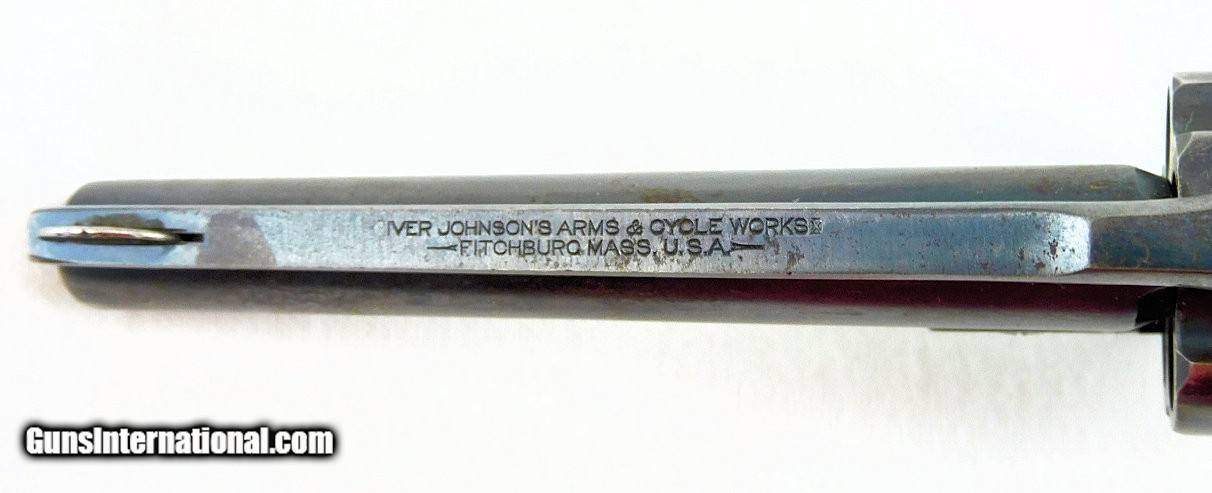 IVER JOHNSON'S ARMS & CYCLE WORKS
FITCHBURG MASS. U.S.A.
GunsInternational.com